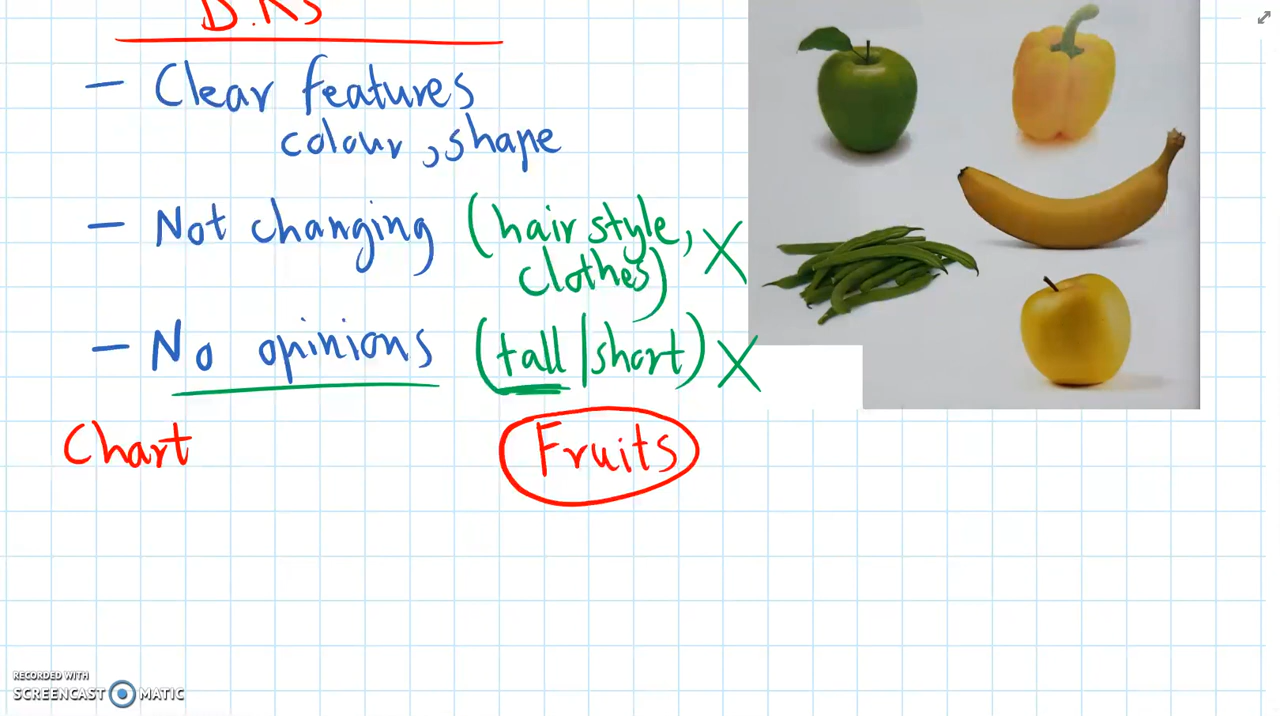 D.Ks
- Clear features
colour, shape
- Not changing (hair style,
clothes) X
- No opinions (tall / short) X
Chart Fruits
RECORDED WITH
SCREENCAST MATIC